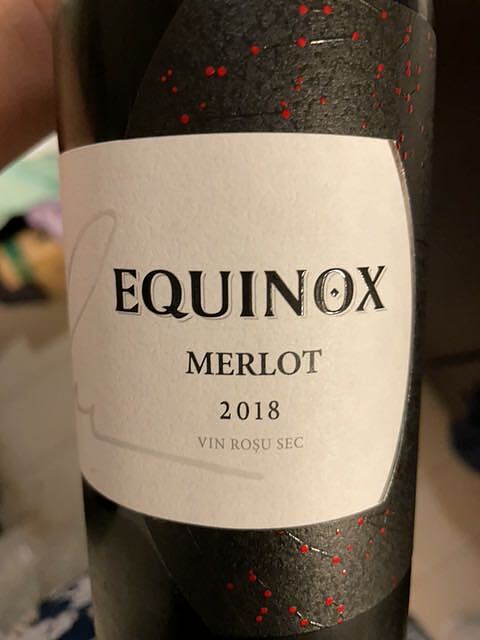 EQUINOX
MERLOT
2018
VIN ROȘU SEC